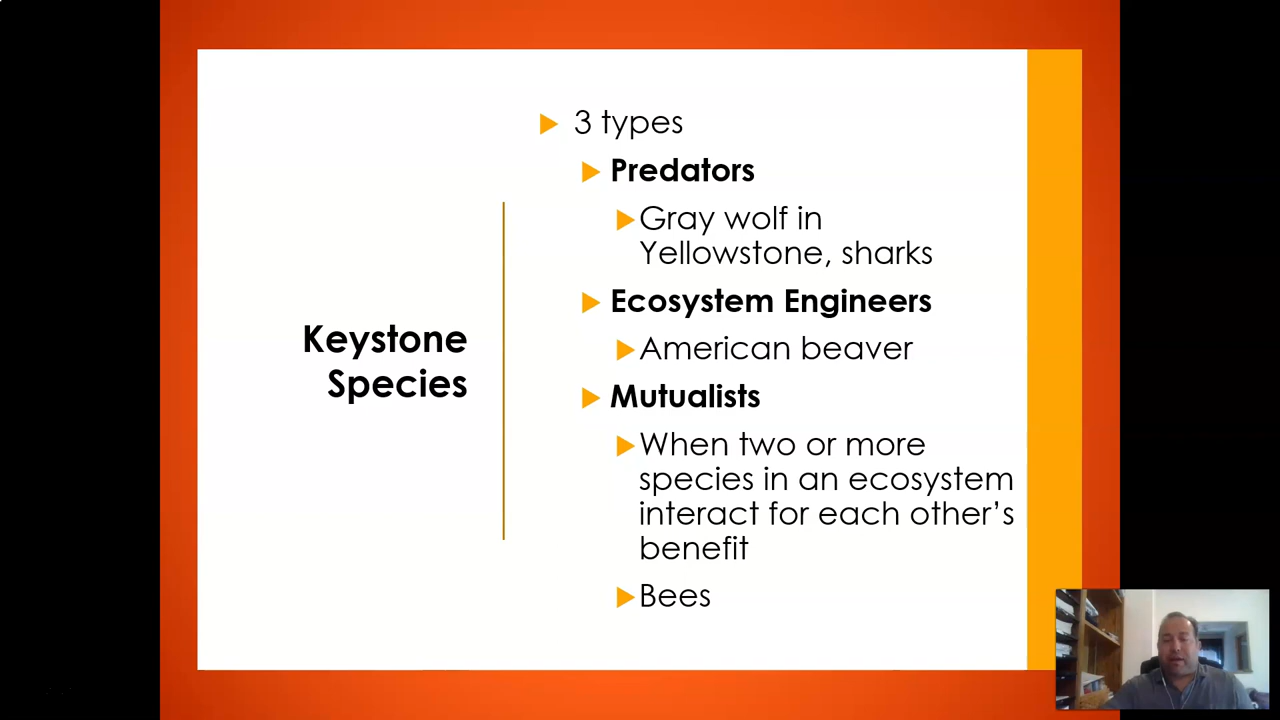 Keystone
Species
3 types
Predators
Gray wolf in
Yellowstone, sharks
Ecosystem Engineers
American beaver
Mutualists
When two or more
species in an ecosystem
interact for each other’s
benefit
Bees